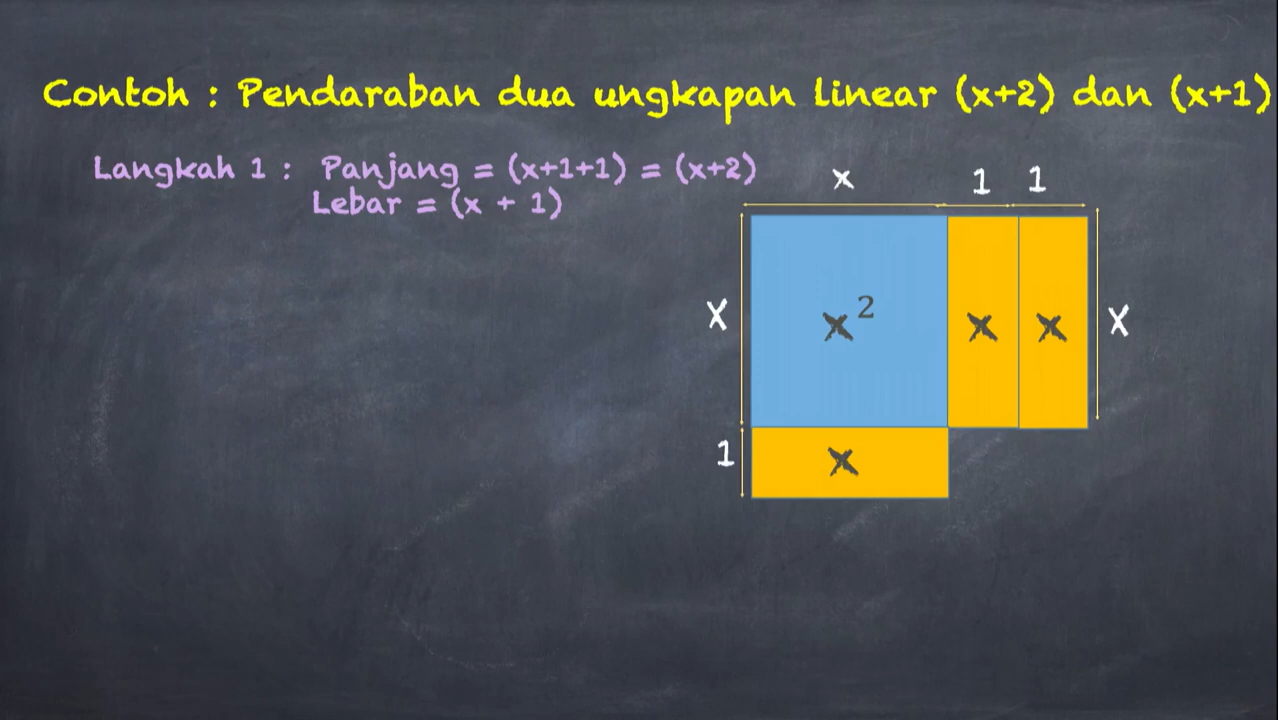 Contoh : Pendaraban dua ungkapan linear (x+2) dan (x+1)
Langkah 1 : Panjang = (x+1+1) = (x+2)
Lebar = (x + 1)
x 1 1
x x² x x x
1 x